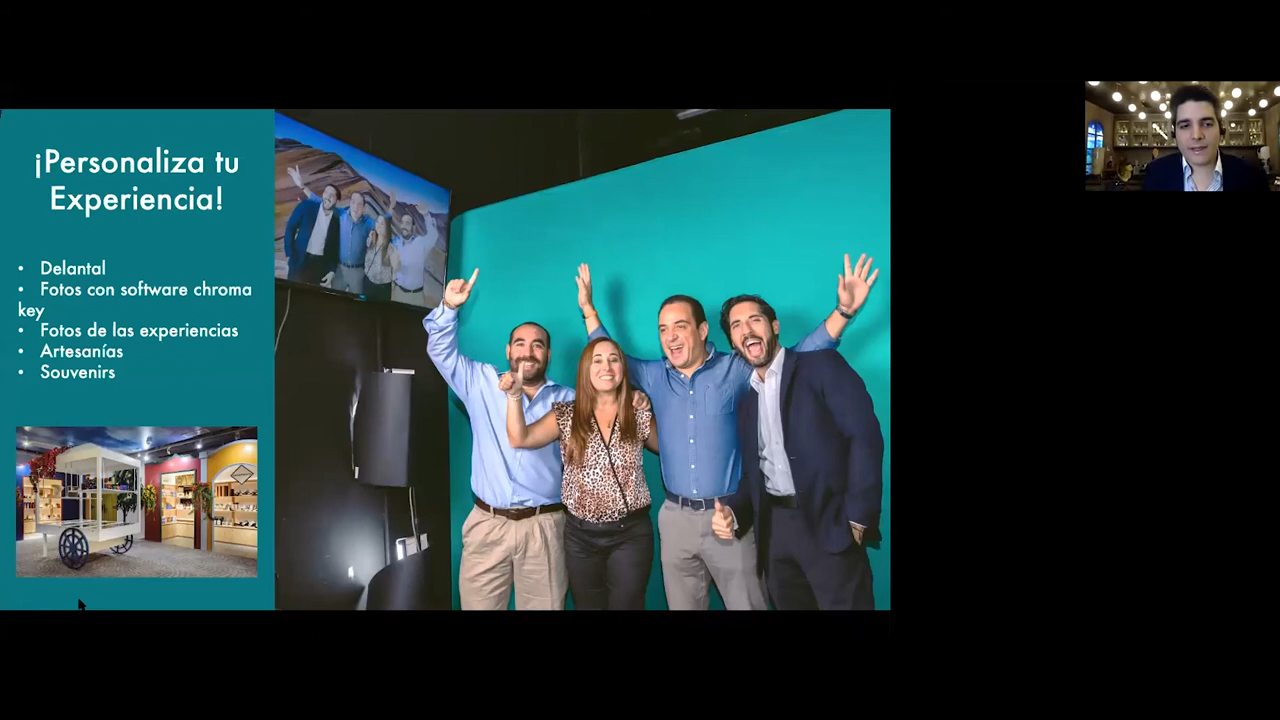 ¡Personaliza tu
Experiencia!
• Delantal
• Fotos con software chroma
key
• Fotos de las experiencias
• Artesanías
• Souvenirs